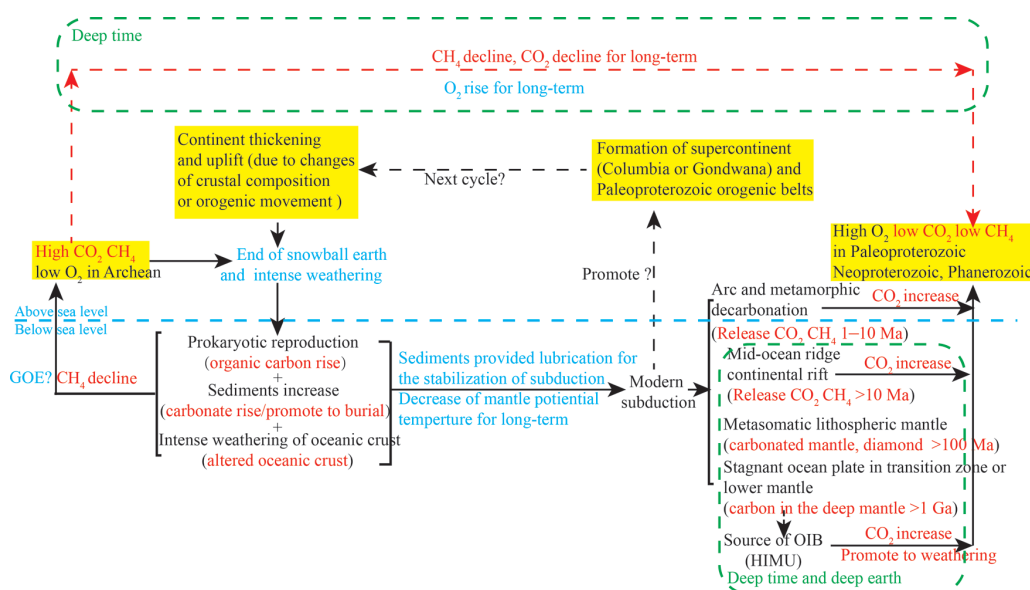 Deep time
CH₄ decline, CO₂ decline for long-term
O₂ rise for long-term
Continent thickening
and uplift (due to changes
of crustal composition
or orogenic movement )
Next cycle?
Formation of supercontinent
(Columbia or Gondwana) and
Paleoproterozoic orogenic belts
High CO₂ CH₄
low O₂ in Archean
End of snowball earth
and intense weathering
Promote ?
High O₂ low CO₂ low CH₄
in Paleoproterozoic
Neoproterozoic, Phanerozoic
Above sea level
Below sea level
GOE?
CH₄ decline
Prokaryotic reproduction
(organic carbon rise)
+
Sediments increase
(carbonate rise/promote to burial)
+
Intense weathering of oceanic crust
(altered oceanic crust)
Sediments provided lubrication for
the stabilization of subduction
Decrease of mantle potiential
temperture for long-term
Modern
subduction
Arc and metamorphic
decarbonation
CO₂ increase
(Release CO₂ CH₄ 1–10 Ma)
Mid-ocean ridge
continental rift
CO₂ increase
(Release CO₂ CH₄ >10 Ma)
Metasomatic lithospheric mantle
(carbonated mantle, diamond >100 Ma)
Stagnant ocean plate in transition zone or
lower mantle
(carbon in the deep mantle >1 Ga)
Source of OIB
(HIMU)
CO₂ increase
Promote to weathering
Deep time and deep earth